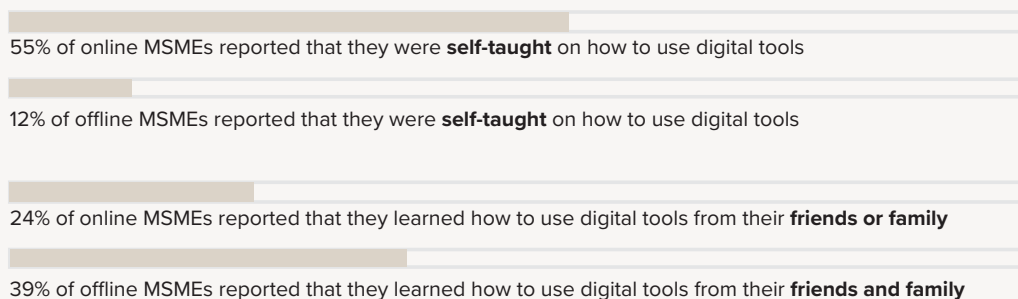 55% of online MSMEs reported that they were self-taught on how to use digital tools
12% of offline MSMEs reported that they were self-taught on how to use digital tools
24% of online MSMEs reported that they learned how to use digital tools from their friends or family
39% of offline MSMEs reported that they learned how to use digital tools from their friends and family